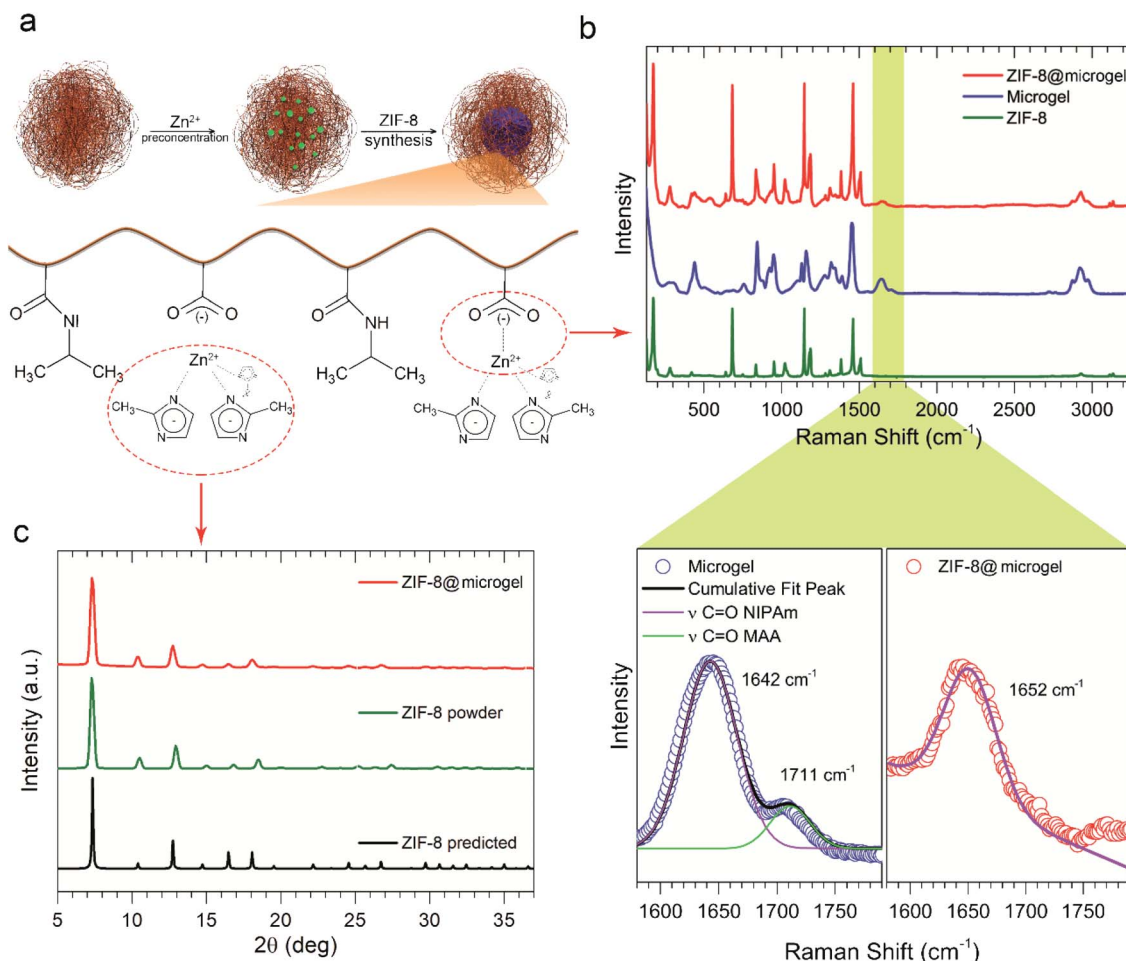 a
Zn2+
preconcentration
ZIF-8
synthesis
O
NI
H3C
CH3
O
O
(-)
O
NH
H3C
CH3
O
O
(-)
Zn2+
CH3
N
N
CH3
-
-
N
N
Zn2+
CH3
N
N
CH3
-
-
N
N
b
ZIF-8@microgel
Microgel
ZIF-8
Intensity
500
1000
1500
2000
2500
3000
Raman Shift (cm-1)
Microgel
Cumulative Fit Peak
ν C=O NIPAm
ν C=O MAA
1642 cm-1
1711 cm-1
ZIF-8@ microgel
1652 cm-1
Intensity
1600
1650
1700
1750
1600
1650
1700
1750
Raman Shift (cm-1)
c
ZIF-8@microgel
ZIF-8 powder
ZIF-8 predicted
Intensity (a.u.)
5
10
15
20
25
30
35
2θ (deg)